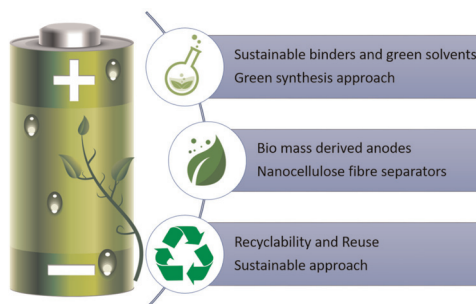 Sustainable binders and green solvents
Green synthesis approach
Bio mass derived anodes
Nanocellulose fibre separators
Recyclability and Reuse
Sustainable approach